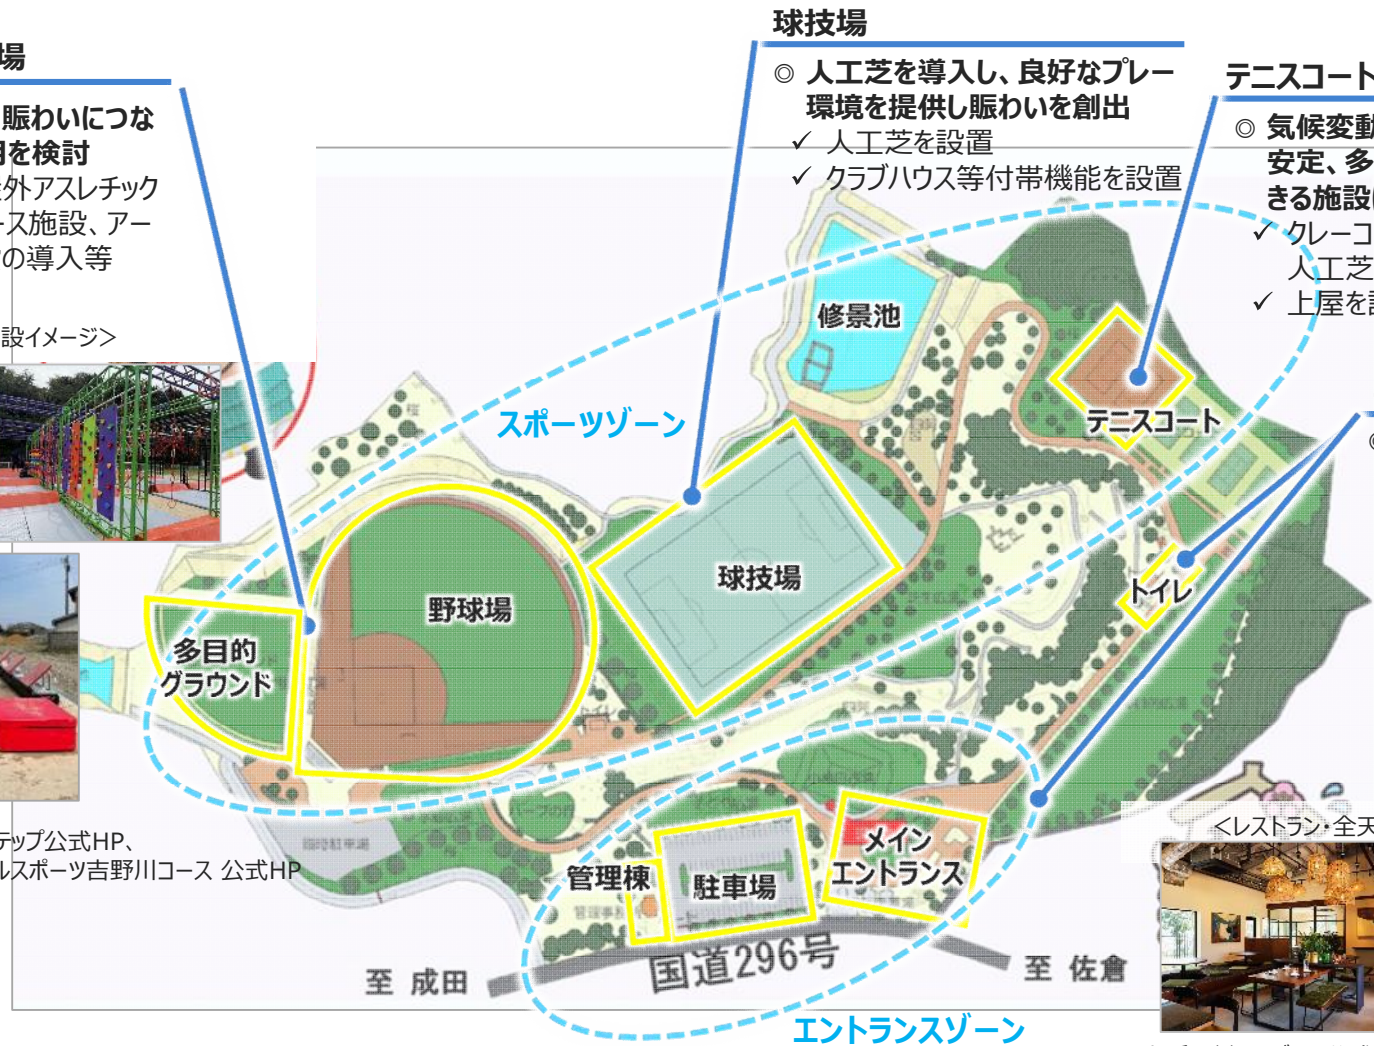 場
賑わいにつな
用を検討
外アスレチック
ース施設、アー
の導入等
設イメージ＞
テップ公式HP、
ルスポーツ吉野川コース 公式HP
球技場
◎ 人工芝を導入し、良好なプレー
環境を提供し賑わいを創出
✓ 人工芝を設置
✓ クラブハウス等付帯機能を設置
テニスコート
◎ 気候変動
安定、多
きる施設
✓ クレーコ
人工芝
✓ 上屋を
◎
修景池
スポーツゾーン
テニスコート
球技場
トイレ
野球場
多目的
グラウンド
メイン
エントランス
管理棟
駐車場
臨時駐車場
国道296号
至 成田
至 佐倉
エントランスゾーン
＜レストラン・全天